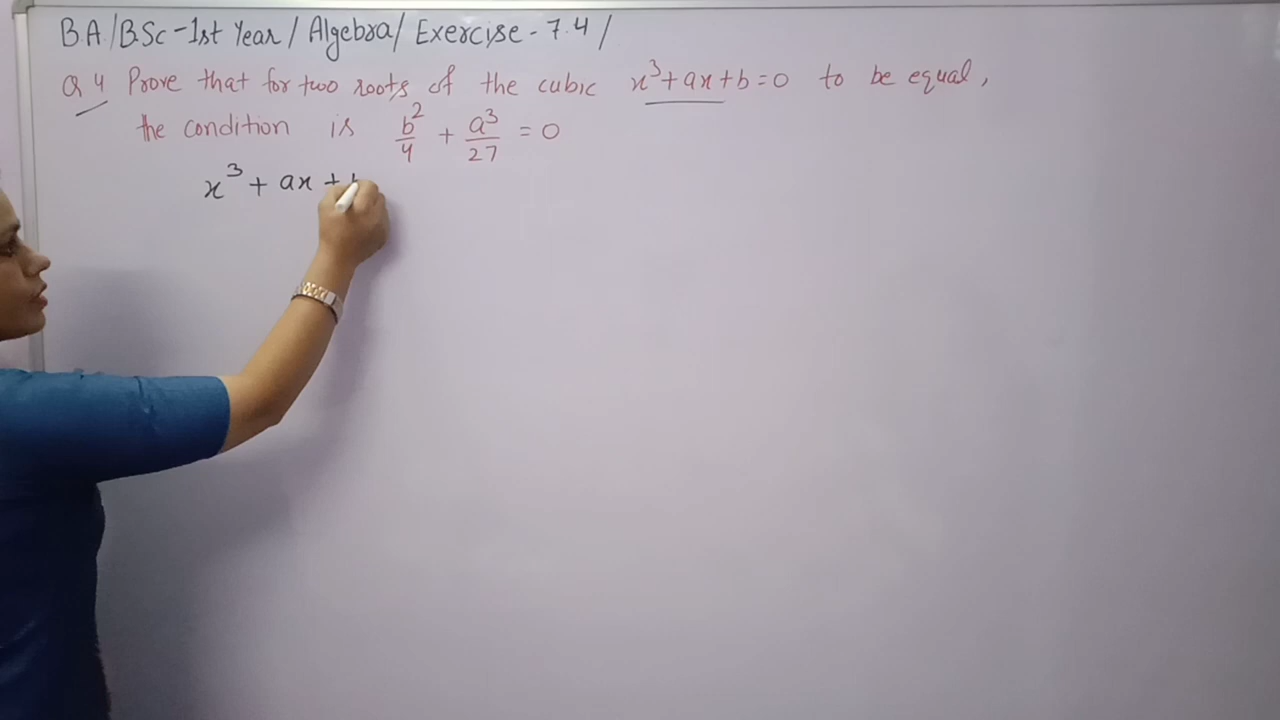 B.A./B.Sc-1st Year/ Algebra/ Exercise-7.4/
Q 4 Prove that for two roots of the cubic x³+ax+b=0 to be equal,
the condition is b²/4 + a³/27 = 0
x³ + ax +